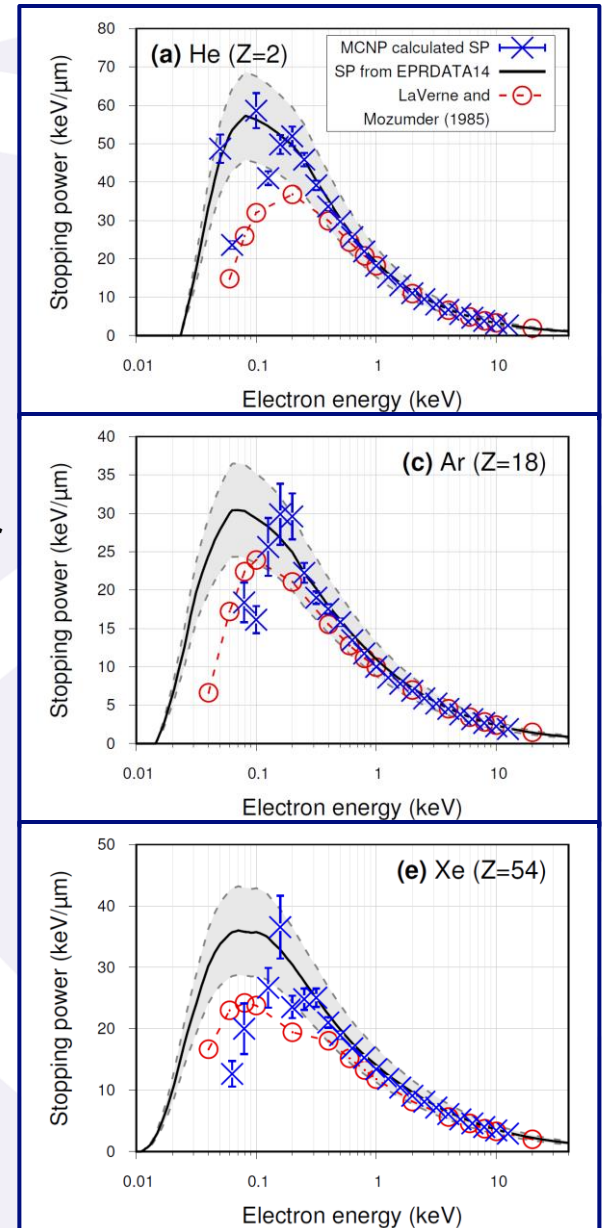 (a) He (Z=2)
MCNP calculated SP
SP from EPRDATA14
LaVerne and
Mozumder (1985)
Stopping power (keV/μm)
80
70
60
50
40
30
20
10
0
0.01 0.1 1 10
Electron energy (keV)
(c) Ar (Z=18)
Stopping power (keV/μm)
40
35
30
25
20
15
10
5
0
0.01 0.1 1 10
Electron energy (keV)
(e) Xe (Z=54)
Stopping power (keV/μm)
50
40
30
20
10
0
0.01 0.1 1 10
Electron energy (keV)